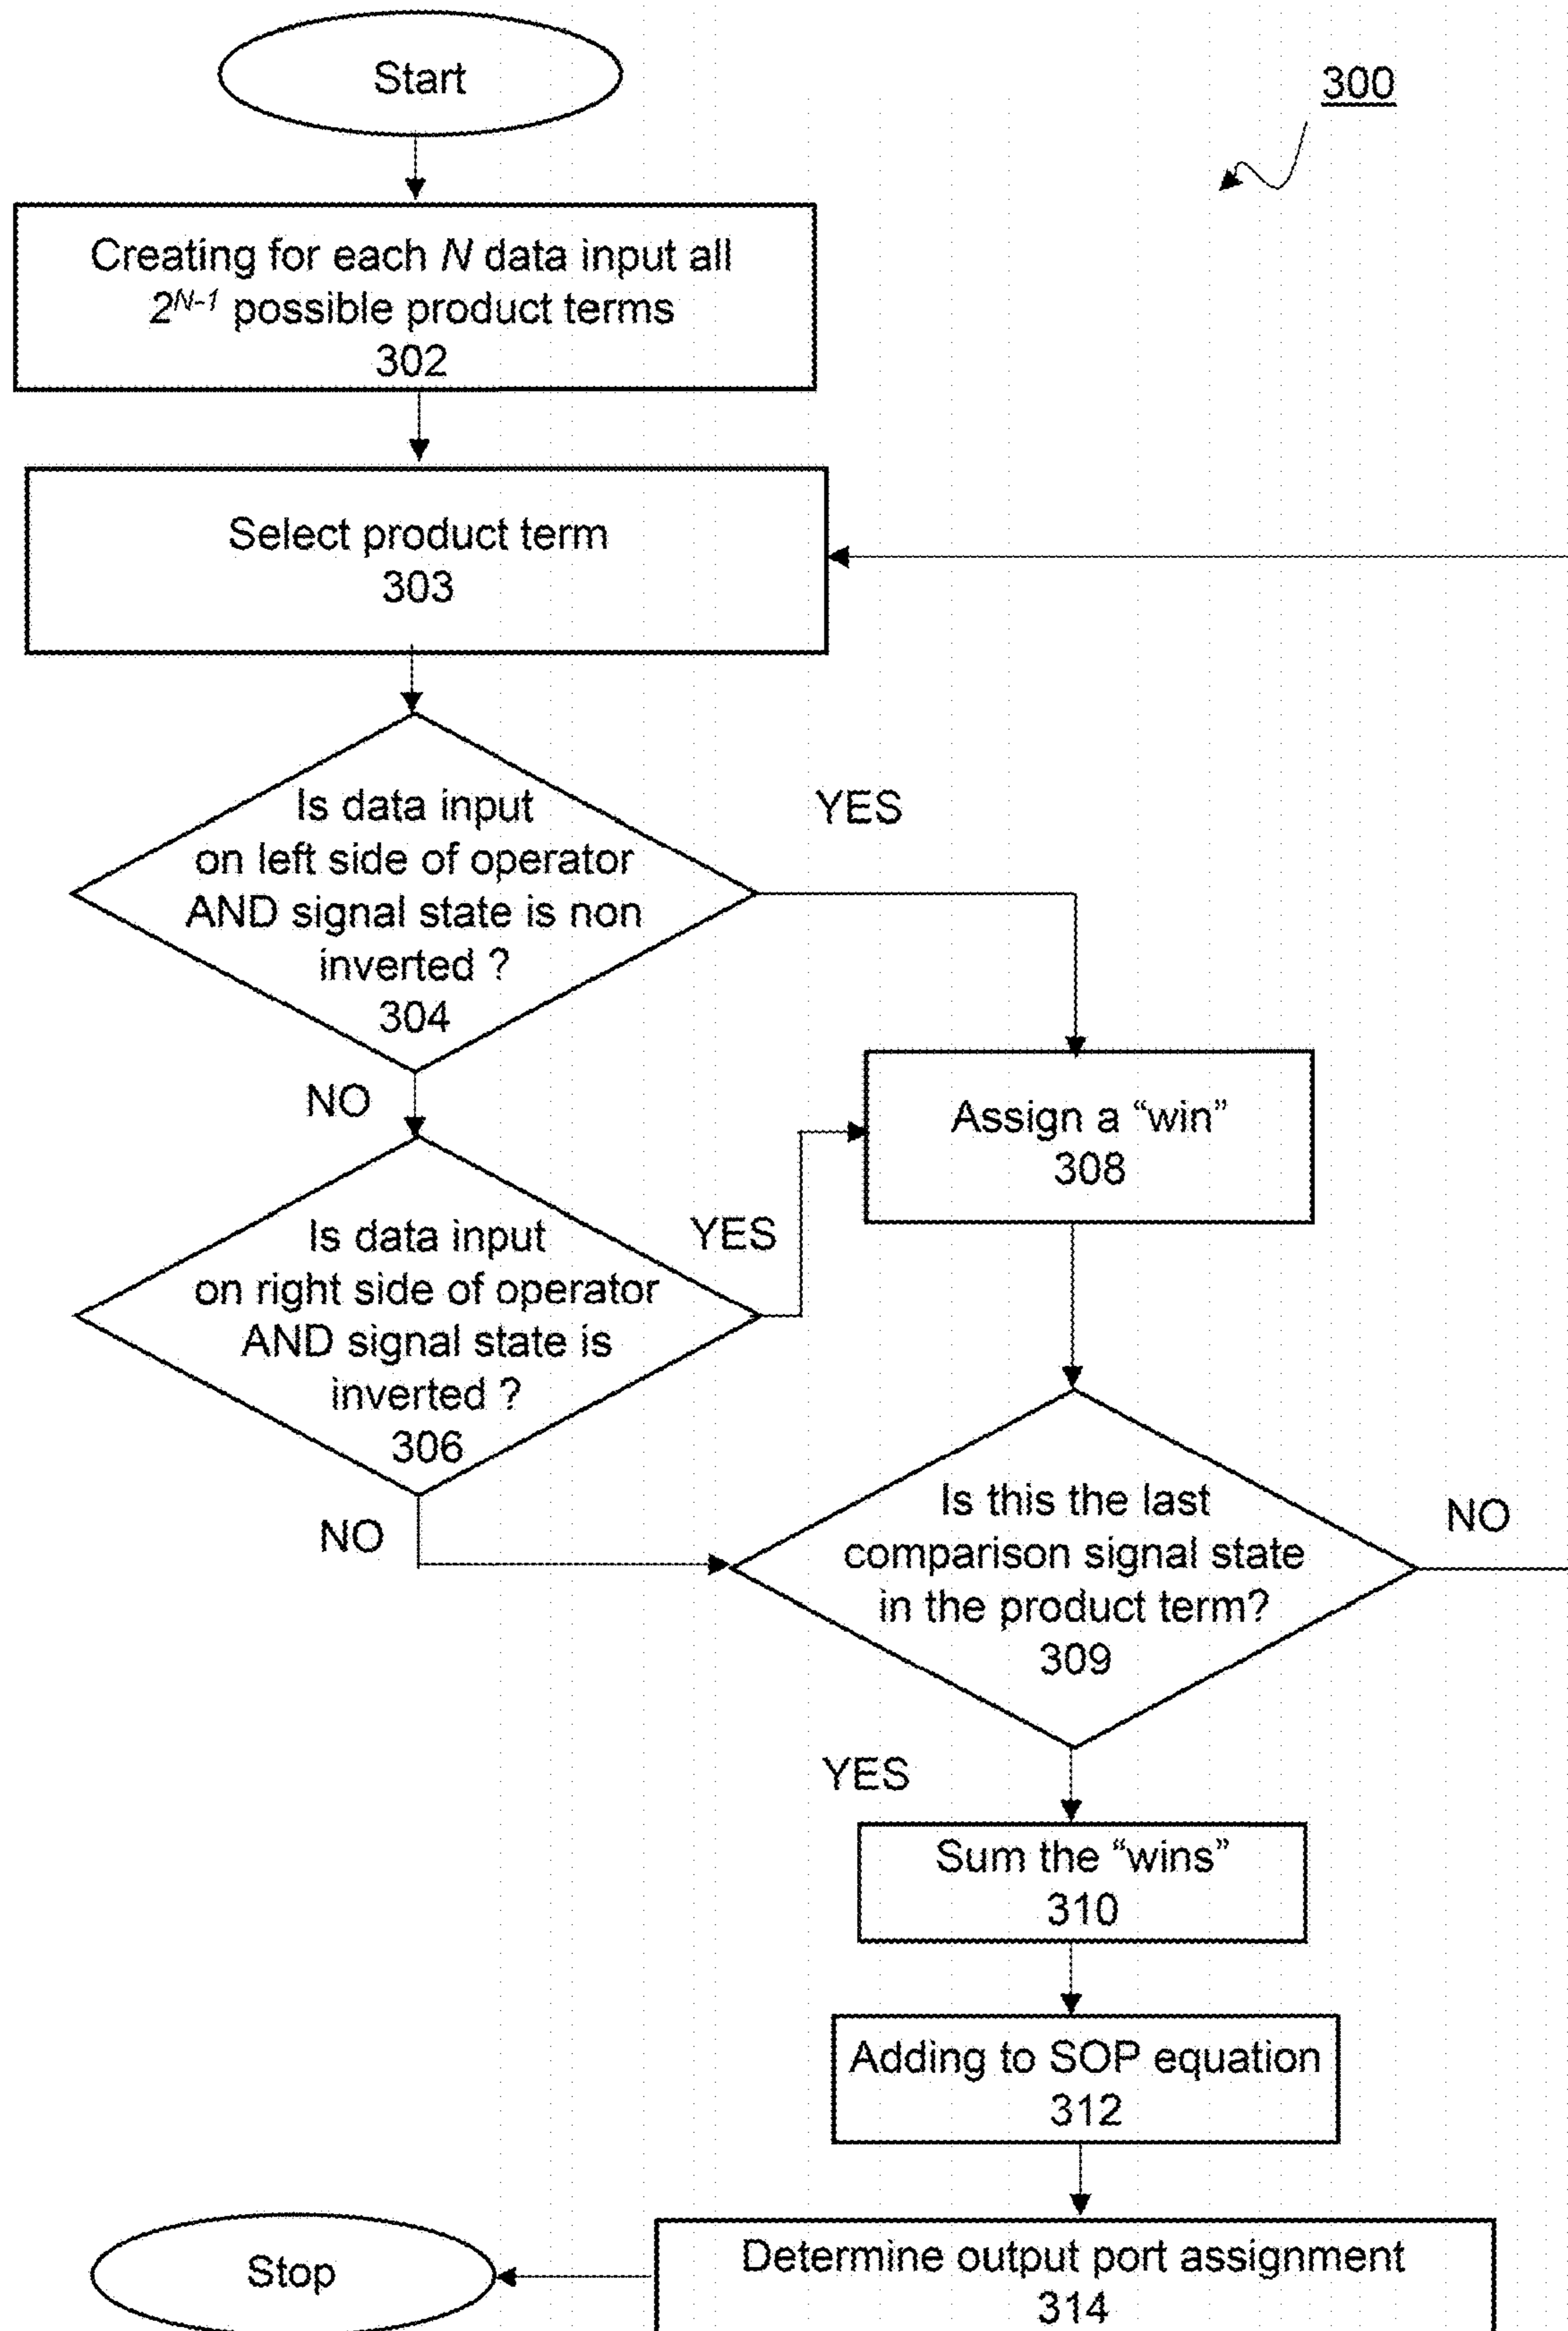 Start
300
Creating for each N data input all
2^N-1 possible product terms
302
Select product term
303
Is data input
on left side of operator
AND signal state is non
inverted ?
304
YES
NO
Assign a “win”
308
Is data input
on right side of operator
AND signal state is
inverted ?
306
YES
NO
Is this the last
comparison signal state
in the product term?
309
NO
YES
Sum the “wins”
310
Adding to SOP equation
312
Determine output port assignment
314
Stop